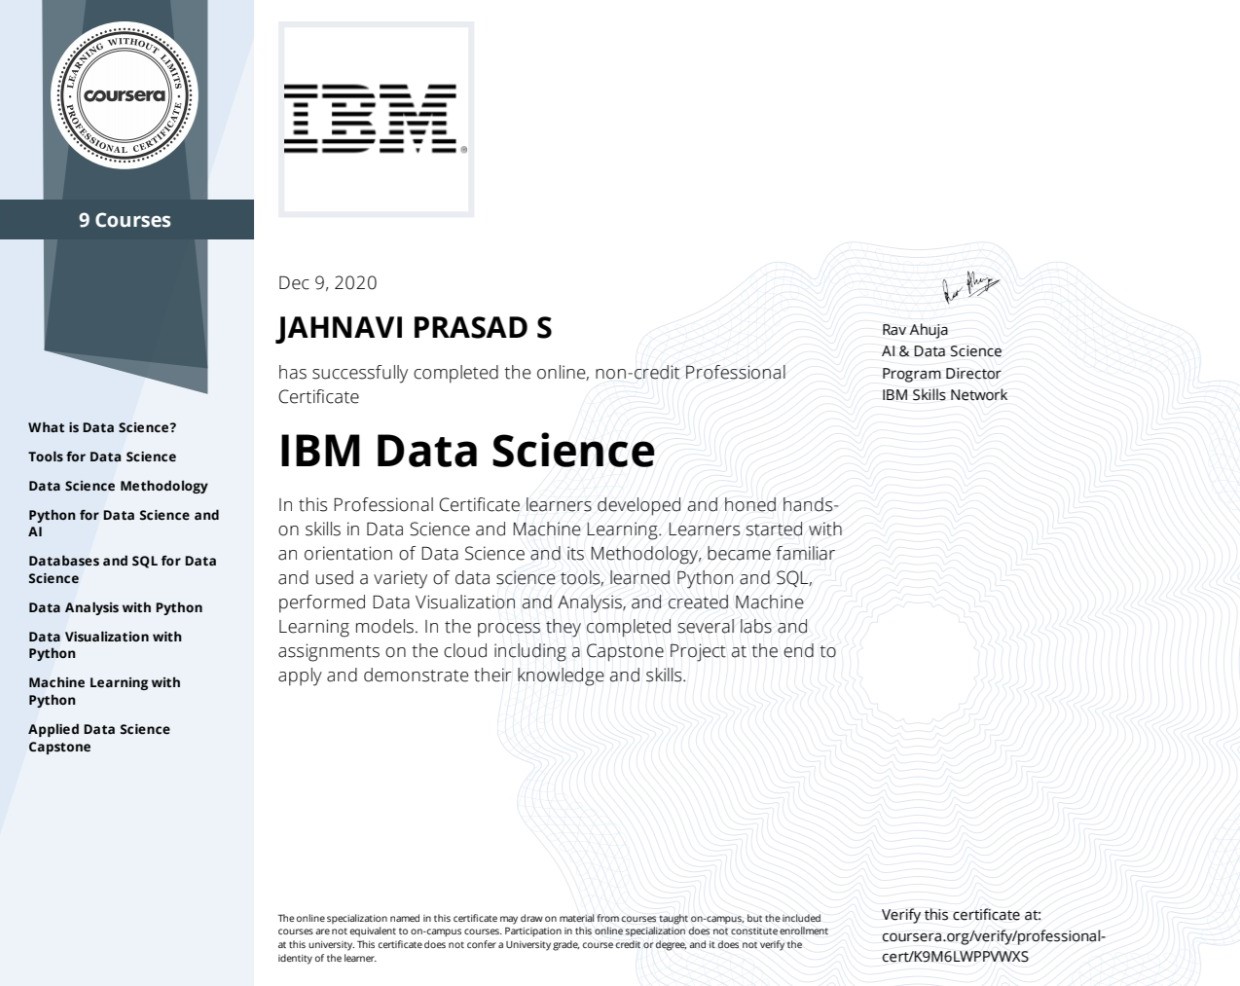 LEARNING WITHOUT LIMITS
coursera
PROFESSIONAL CERTIFICATE
9 Courses
What is Data Science?
Tools for Data Science
Data Science Methodology
Python for Data Science and
AI
Databases and SQL for Data
Science
Data Analysis with Python
Data Visualization with
Python
Machine Learning with
Python
Applied Data Science
Capstone
IBM®
Dec 9, 2020
JAHNAVI PRASAD S
has successfully completed the online, non-credit Professional
Certificate
IBM Data Science
In this Professional Certificate learners developed and honed hands-
on skills in Data Science and Machine Learning. Learners started with
an orientation of Data Science and its Methodology, became familiar
and used a variety of data science tools, learned Python and SQL,
performed Data Visualization and Analysis, and created Machine
Learning models. In the process they completed several labs and
assignments on the cloud including a Capstone Project at the end to
apply and demonstrate their knowledge and skills.
Rav Ahuja
Rav Ahuja
AI & Data Science
Program Director
IBM Skills Network
The online specialization named in this certificate may draw on material from courses taught on-campus, but the included
courses are not equivalent to on-campus courses. Participation in this online specialization does not constitute enrollment
at this university. This certificate does not confer a University grade, course credit or degree, and it does not verify the
identity of the learner.
Verify this certificate at:
coursera.org/verify/professional-
cert/K9M6LWPPVWXS